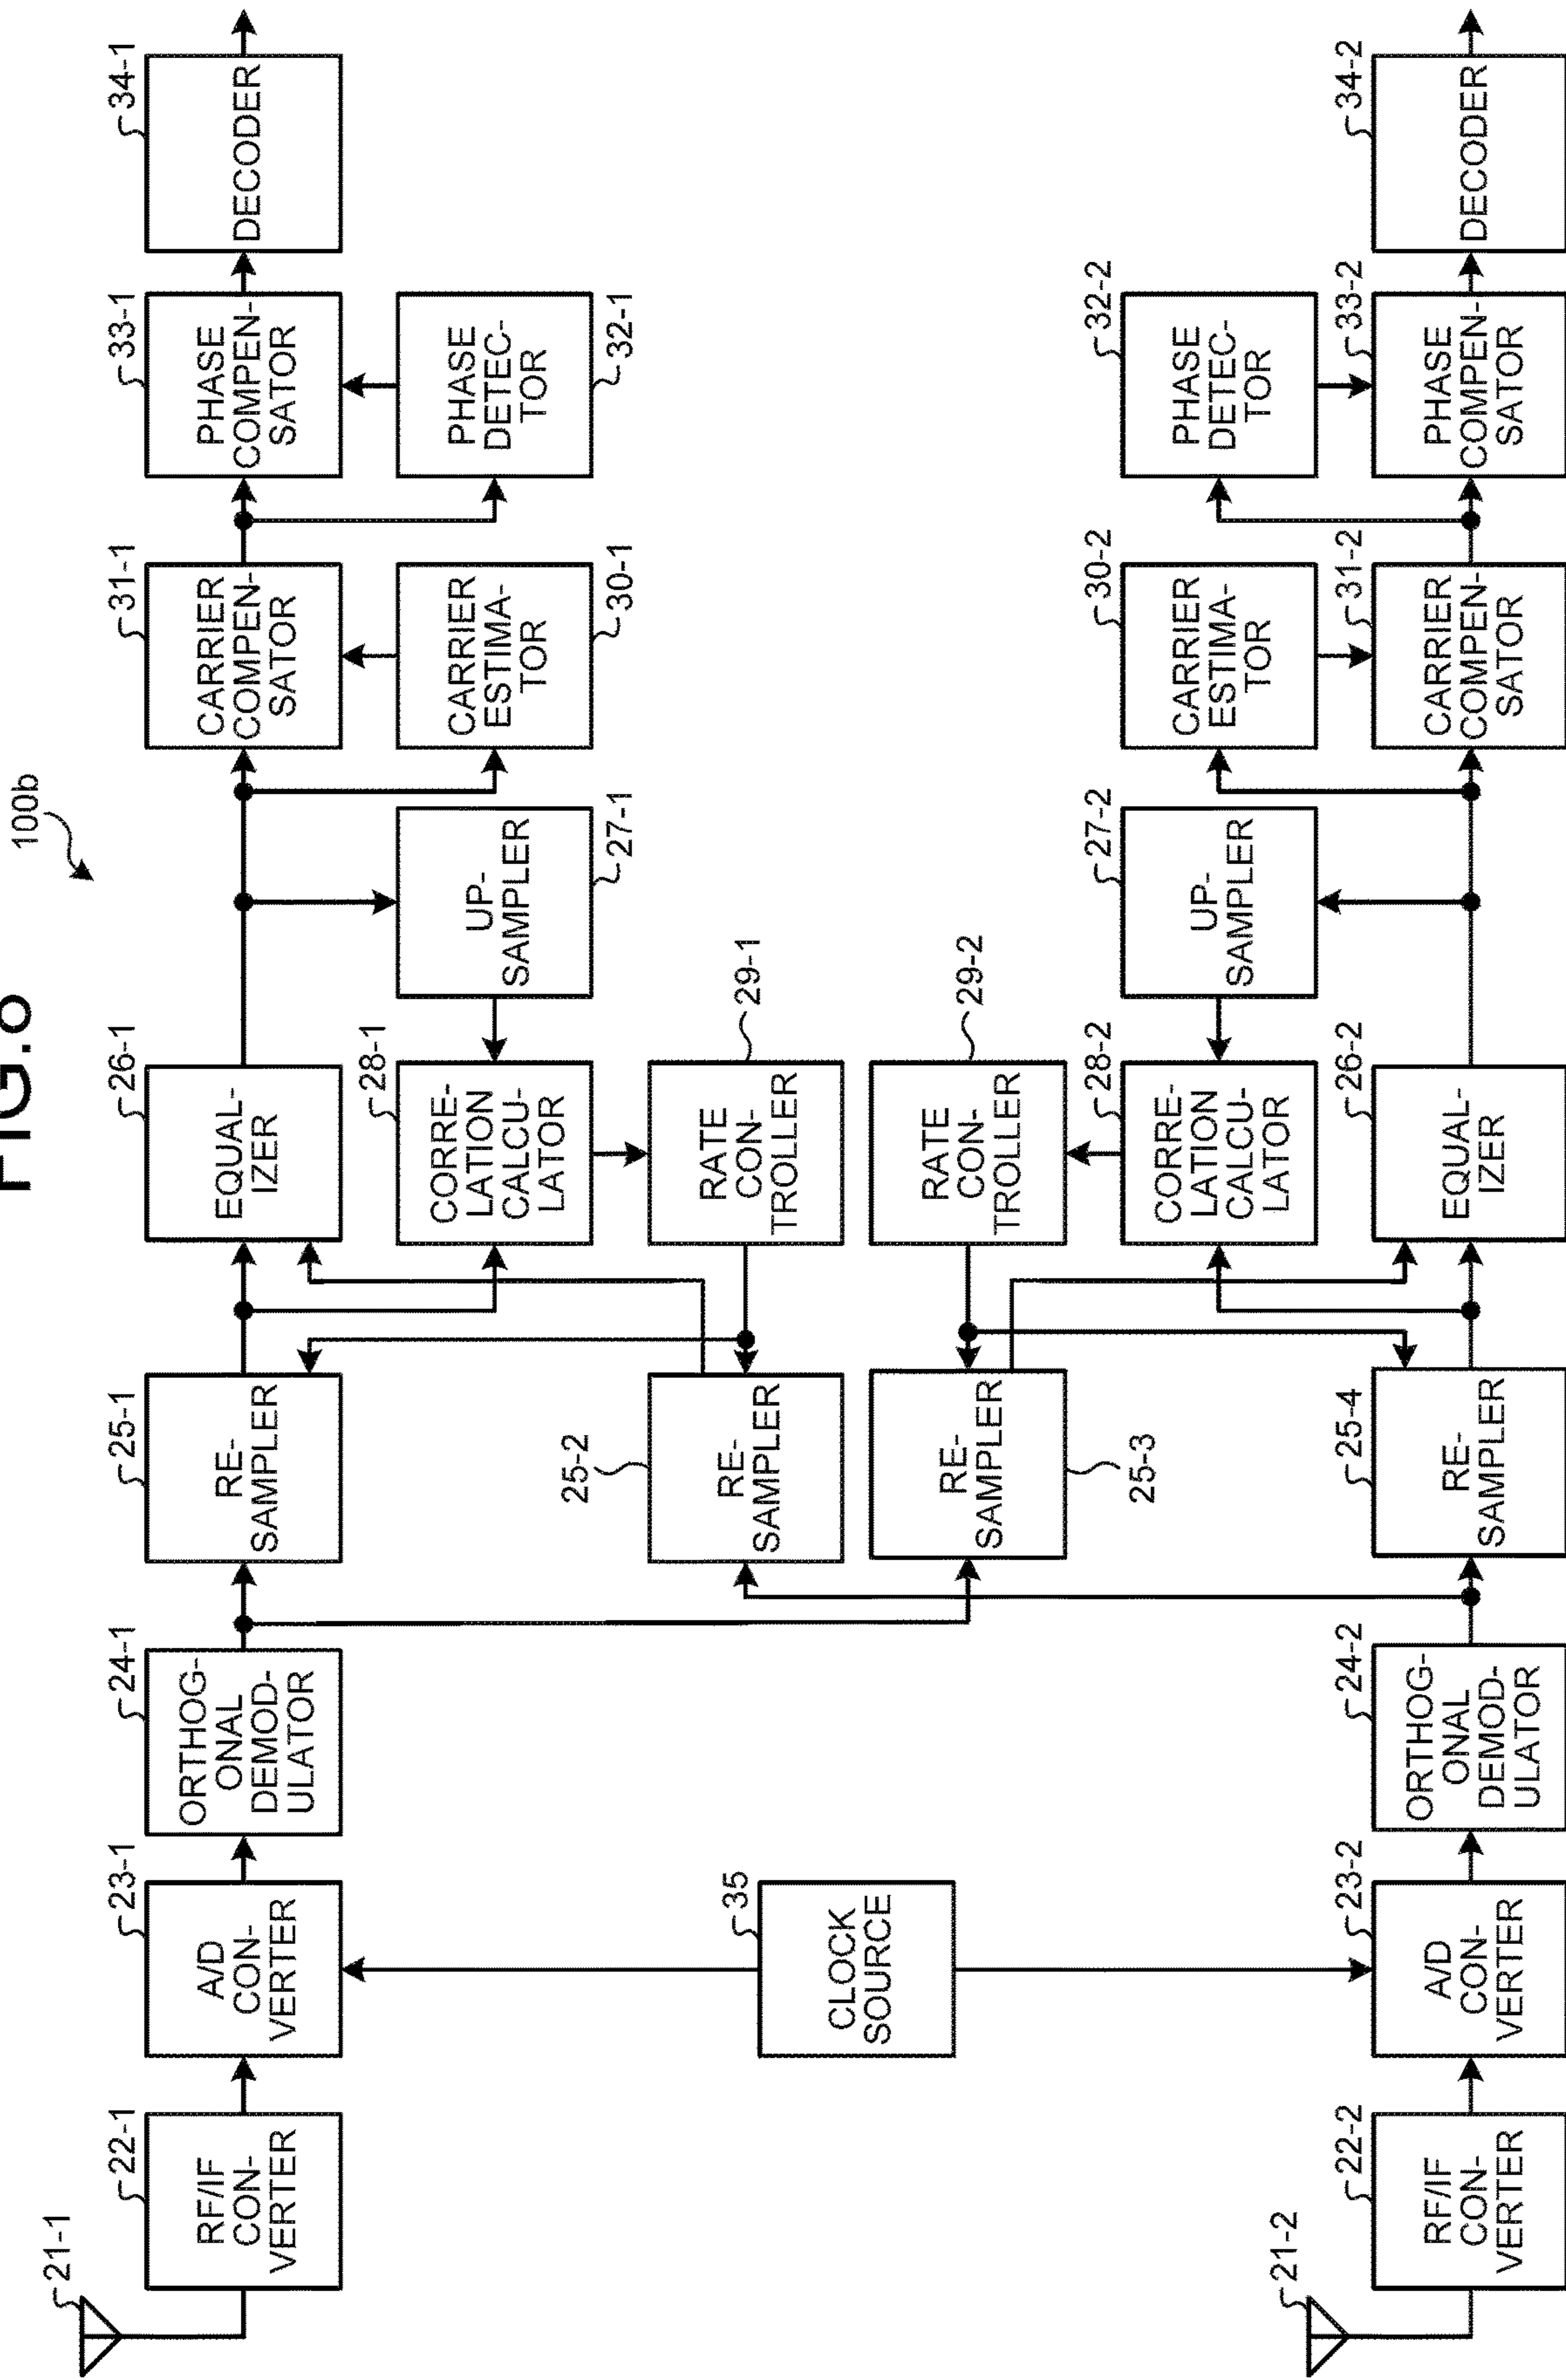 FIG.8
100b
21-1
22-1
RF/IF
CON-
VERTER
23-1
A/D
CON-
VERTER
24-1
ORTHOG-
ONAL
DEMOD-
ULATOR
25-1
RE-
SAMPLER
26-1
EQUAL-
IZER
31-1
CARRIER
COMPEN-
SATOR
33-1
PHASE
COMPEN-
SATOR
34-1
DECODER
28-1
CORRE-
LATION
CALCU-
LATOR
UP-
SAMPLER
27-1
CARRIER
ESTIMA-
TOR
30-1
PHASE
DETEC-
TOR
32-1
25-2
RE-
SAMPLER
RATE
CON-
TROLLER
29-1
35
CLOCK
SOURCE
RE-
SAMPLER
25-3
RATE
CON-
TROLLER
29-2
28-2
CORRE-
LATION
CALCU-
LATOR
27-2
UP-
SAMPLER
30-2
CARRIER
ESTIMA-
TOR
32-2
PHASE
DETEC-
TOR
21-2
22-2
RF/IF
CON-
VERTER
23-2
A/D
CON-
VERTER
24-2
ORTHOG-
ONAL
DEMOD-
ULATOR
25-4
RE-
SAMPLER
26-2
EQUAL-
IZER
31-2
CARRIER
COMPEN-
SATOR
33-2
PHASE
COMPEN-
SATOR
34-2
DECODER